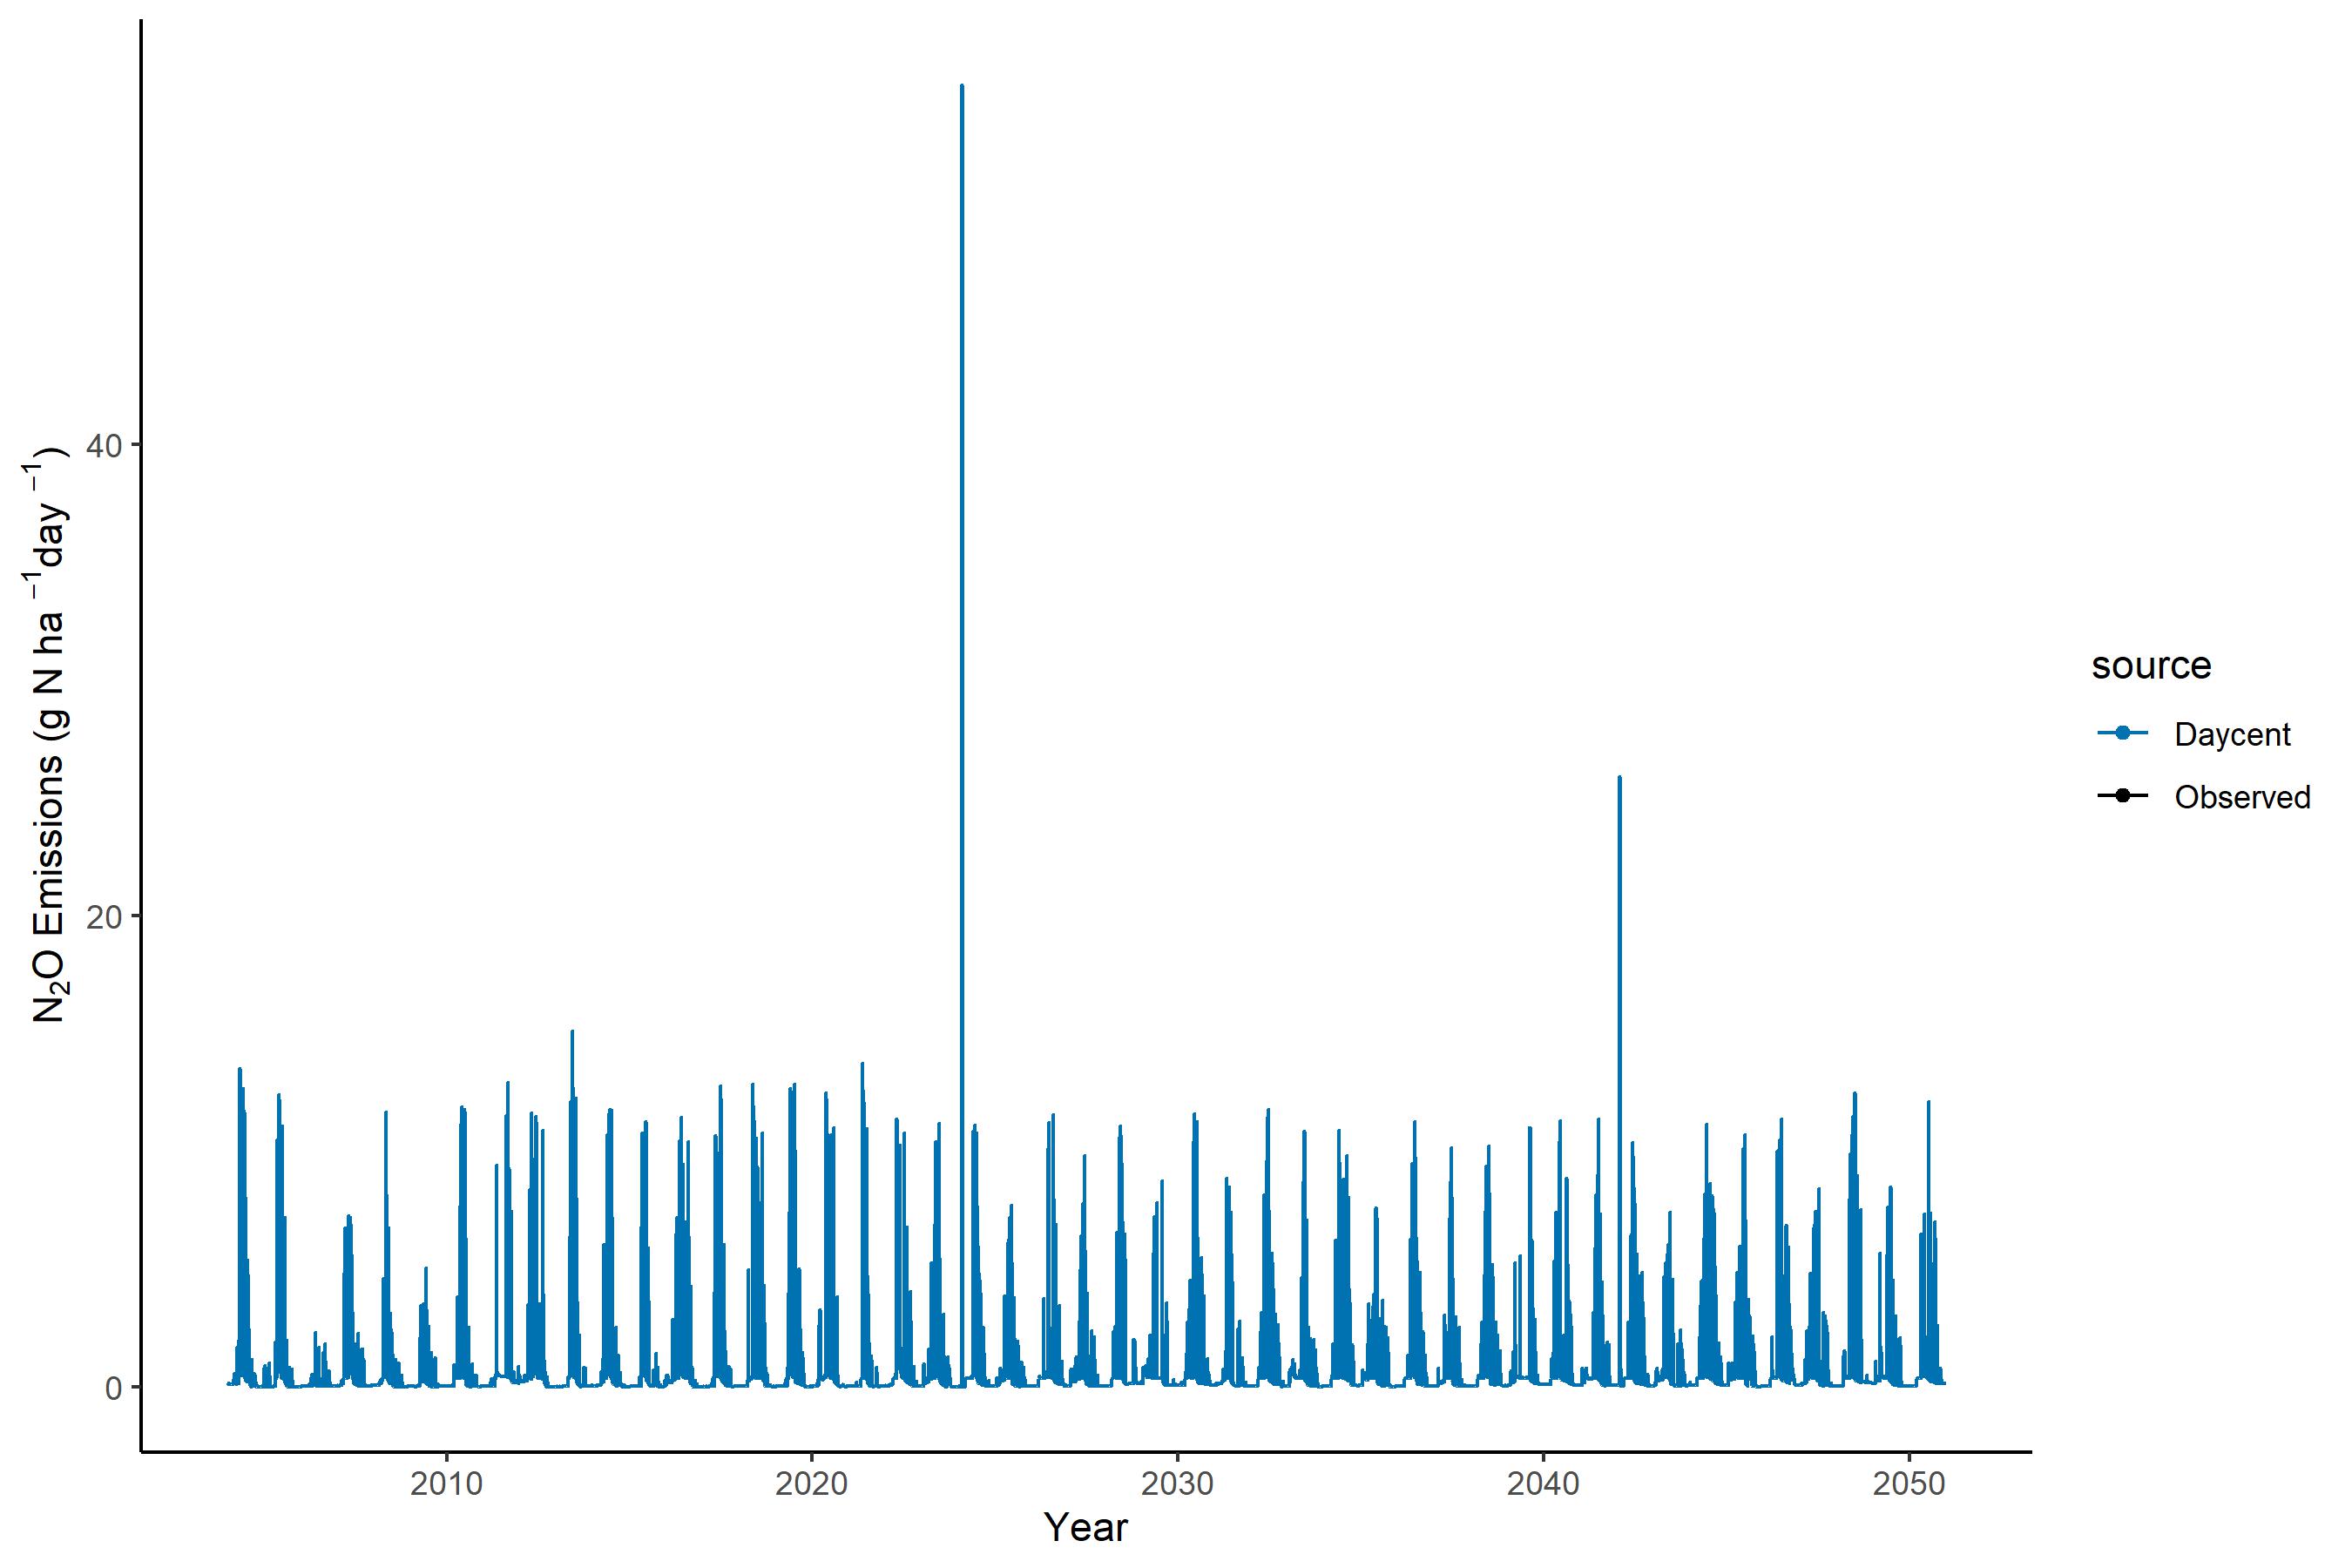 N₂O Emissions (g N ha ⁻¹day ⁻¹)
40
20
0
2010 2020 2030 2040 2050
Year
source
Daycent
Observed